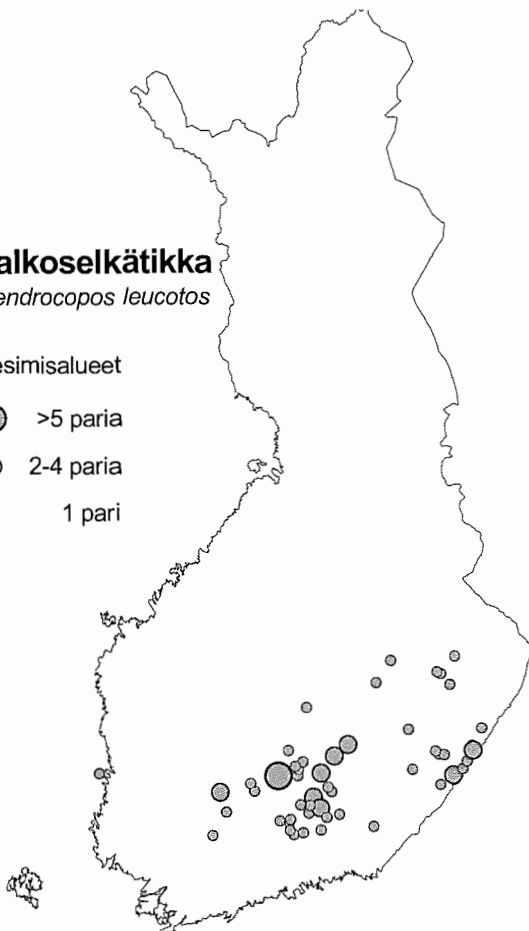 alkoselkätikka
endrocopos leucotos
esimisalueet
>5 paria
2-4 paria
1 pari